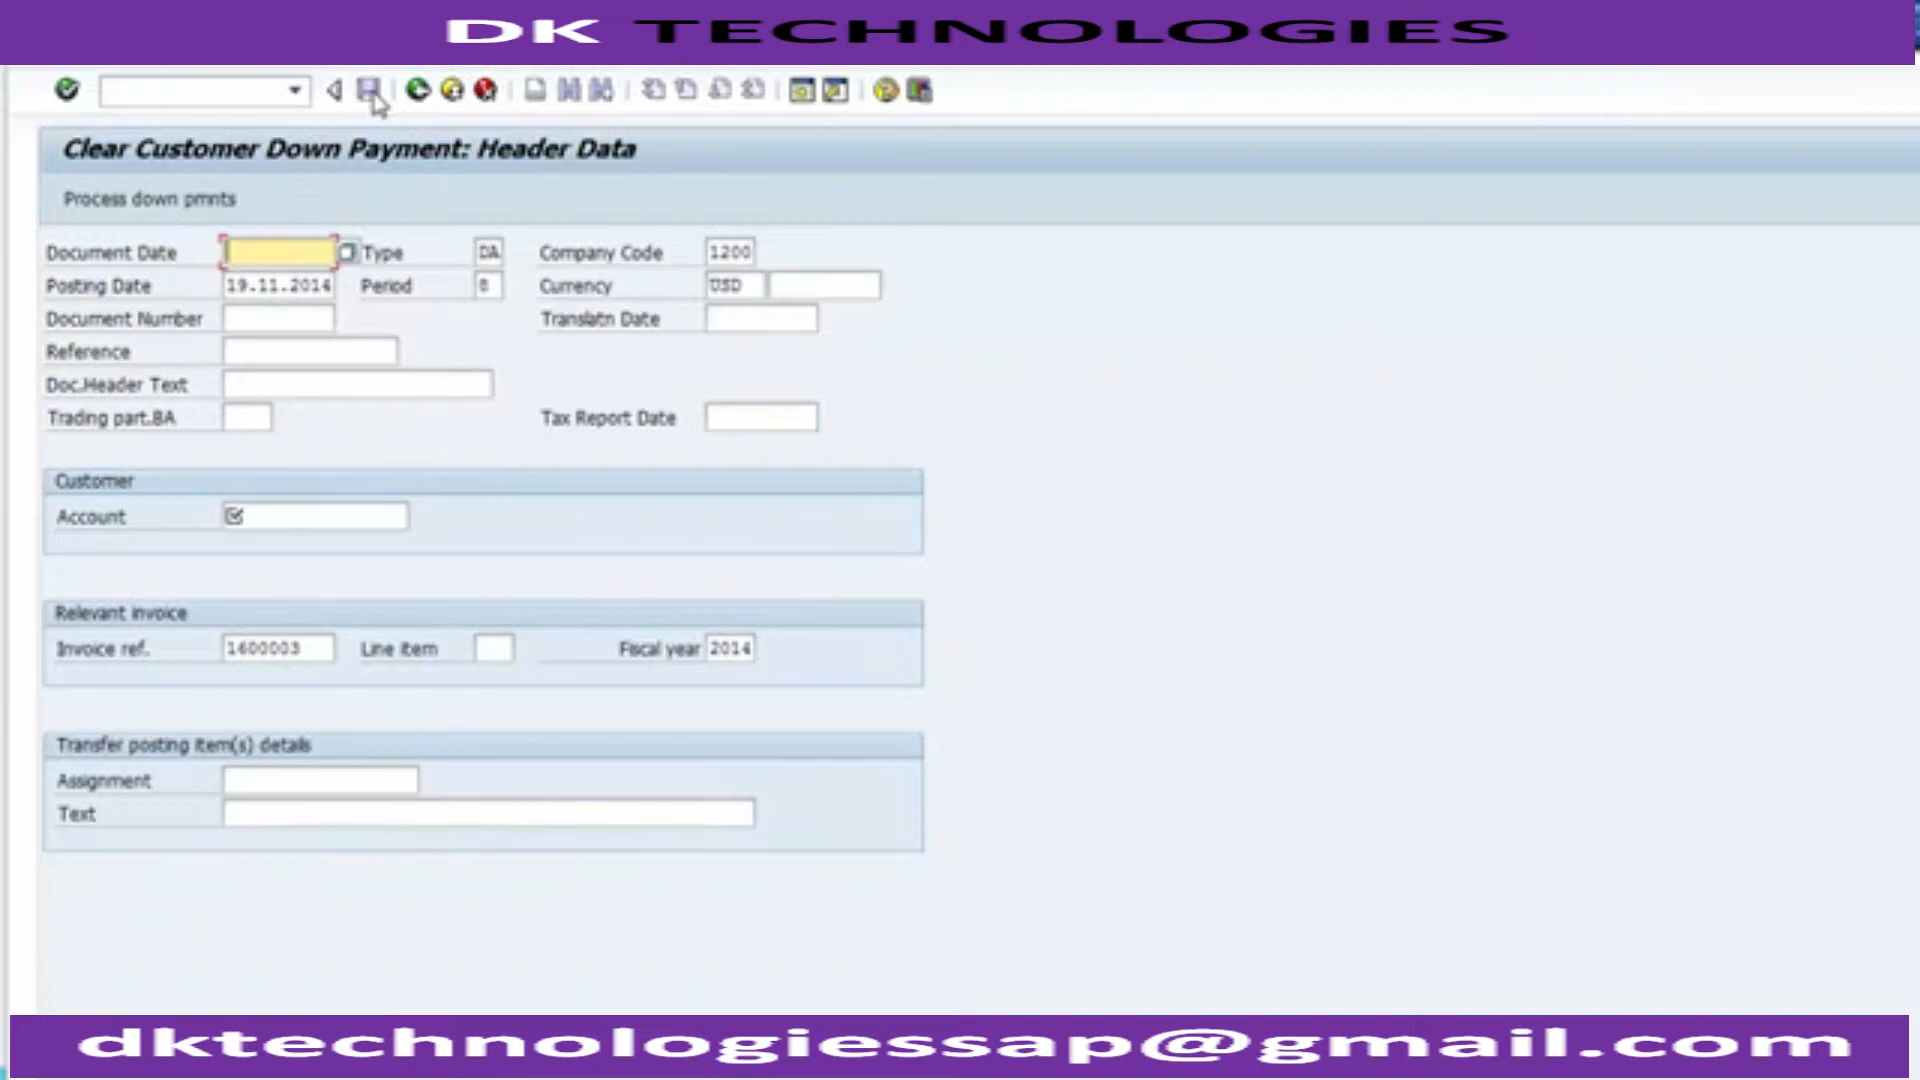 DK TECHNOLOGIES
Clear Customer Down Payment: Header Data
Process down pmnts
Document Date Type DA Company Code 1200
Posting Date 19.11.2014 Period 8 Currency USD
Document Number Translatn Date
Reference
Doc.Header Text
Trading part.BA Tax Report Date
Customer
Account
Relevant invoice
Invoice ref. 1600003 Line item Fiscal year 2014
Transfer posting item(s) details
Assignment
Text
dktechnologiessap@gmail.com